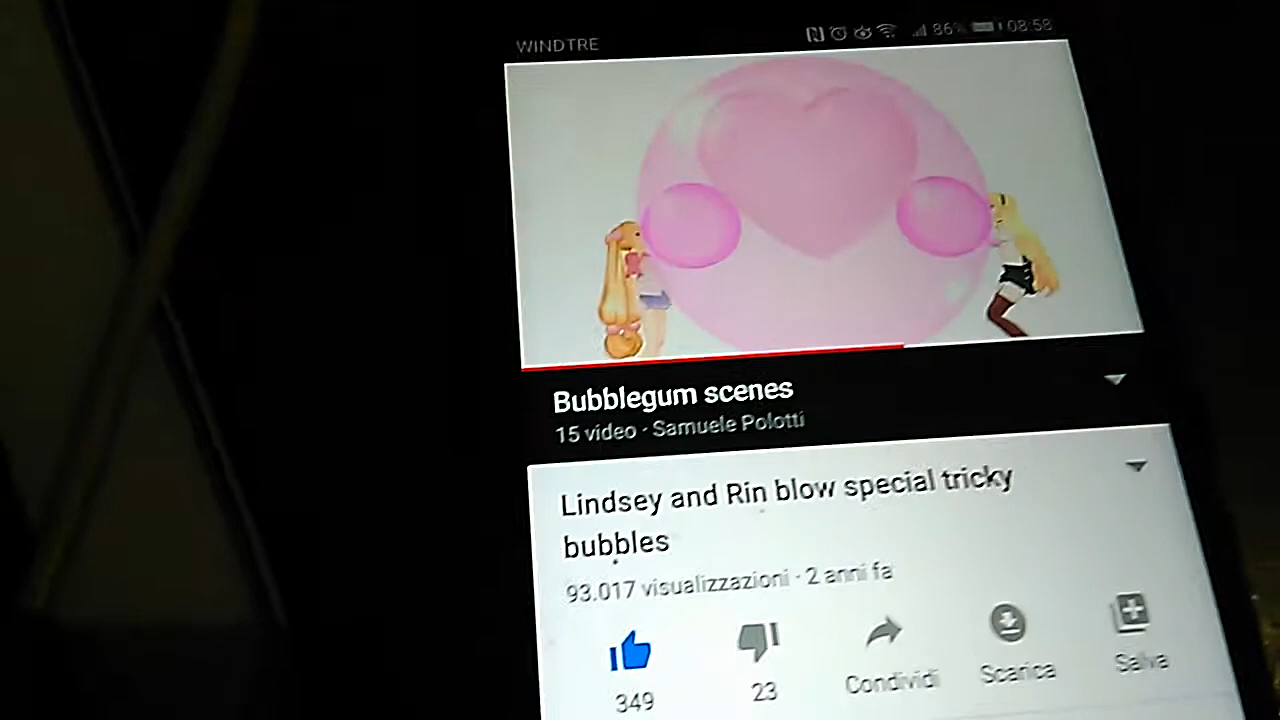 WINDTRE 86% 08:58
Bubblegum scenes
15 video · Samuele Polotti
Lindsey and Rin blow special tricky
bubbles
93.017 visualizzazioni · 2 anni fa
349 23 Condividi Scarica Salva